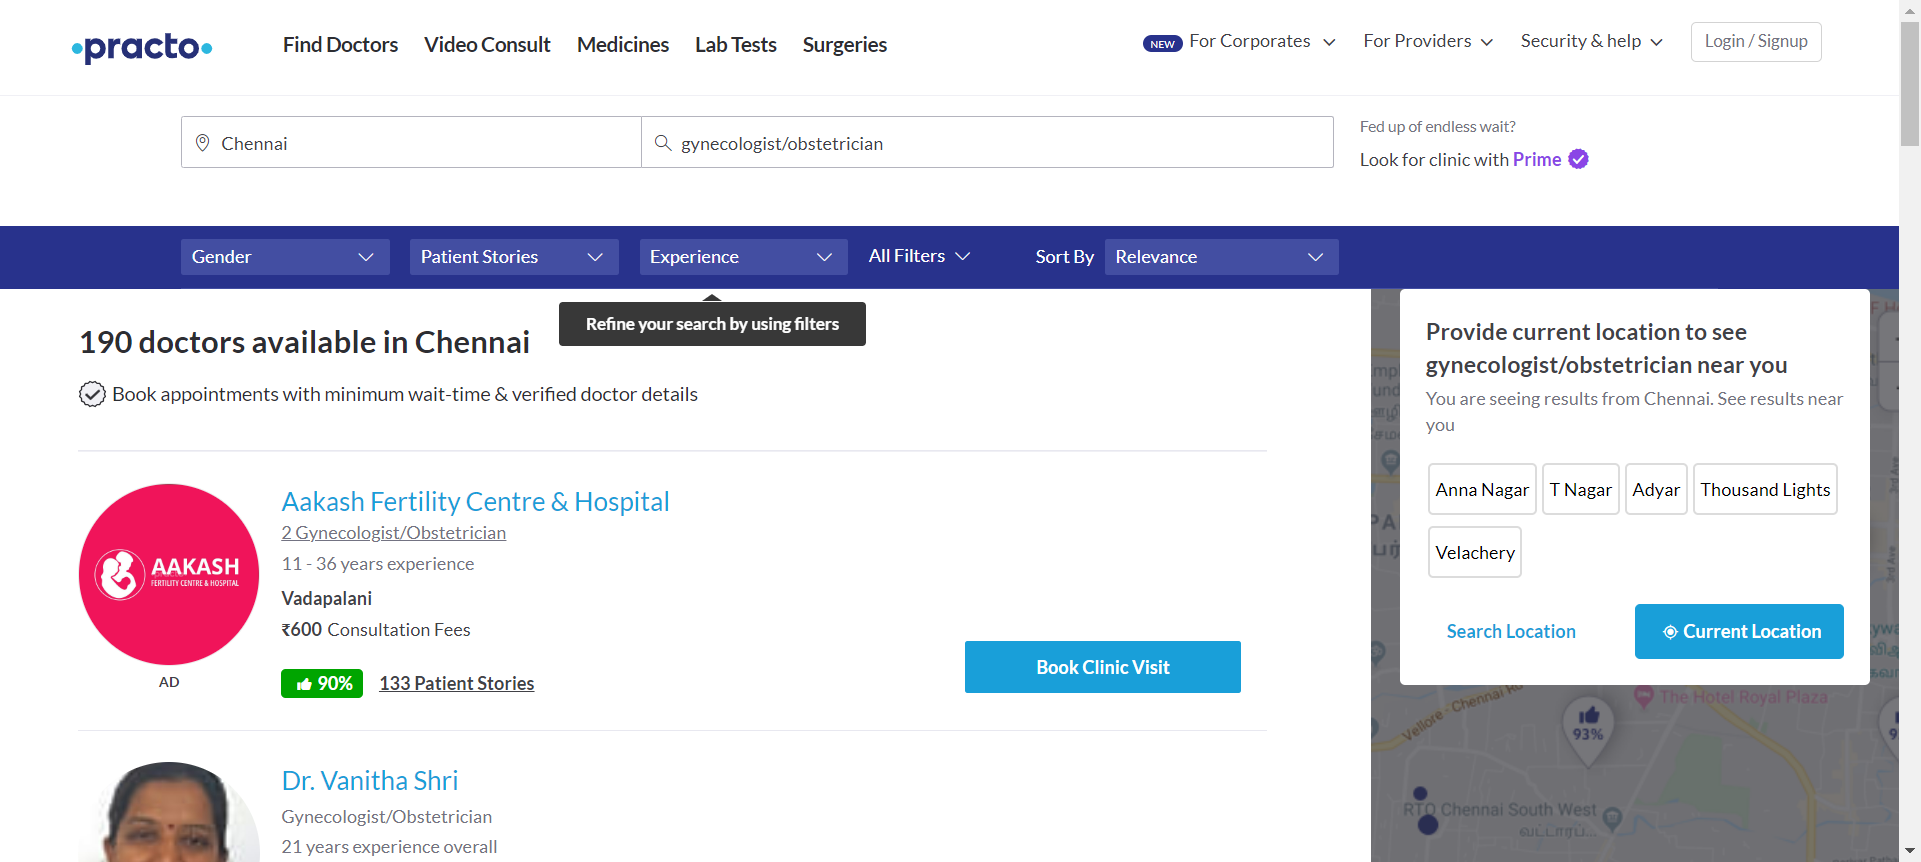 practo
Find Doctors
Video Consult
Medicines
Lab Tests
Surgeries
NEW For Corporates
For Providers
Security & help
Login / Signup
Chennai
gynecologist/obstetrician
Fed up of endless wait?
Look for clinic with Prime
Gender
Patient Stories
Experience
All Filters
Sort By
Relevance
Refine your search by using filters
190 doctors available in Chennai
Book appointments with minimum wait-time & verified doctor details
AAKASH
FERTILITY CENTRE & HOSPITAL
AD
Aakash Fertility Centre & Hospital
2 Gynecologist/Obstetrician
11 - 36 years experience
Vadapalani
₹600 Consultation Fees
90%
133 Patient Stories
Book Clinic Visit
Dr. Vanitha Shri
Gynecologist/Obstetrician
21 years experience overall
Provide current location to see
gynecologist/obstetrician near you
You are seeing results from Chennai. See results near
you
Anna Nagar
T Nagar
Adyar
Thousand Lights
Velachery
Search Location
Current Location
3rd Ave
Vellore - Chennai Ro
The Hotel Royal Plaza
93%
RTO Chennai South West